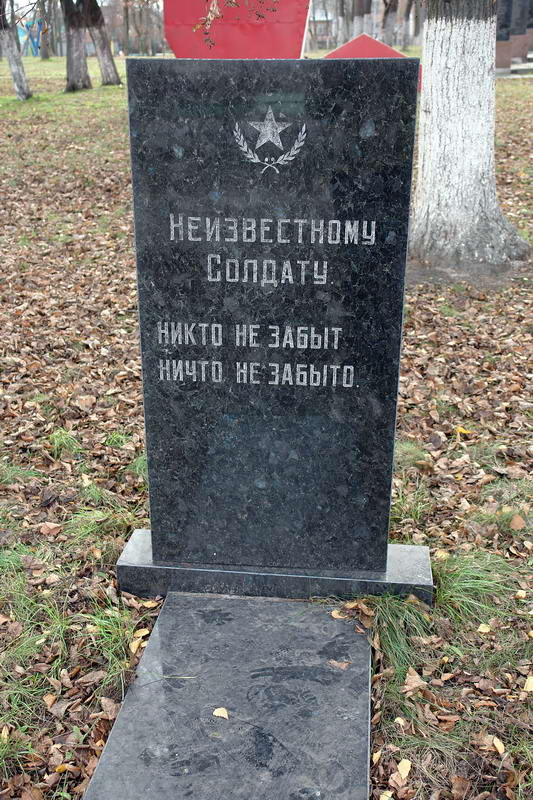 Неизвестному
Солдату.
НИКТО НЕ ЗАБЫТ
НИЧТО НЕ ЗАБЫТО.